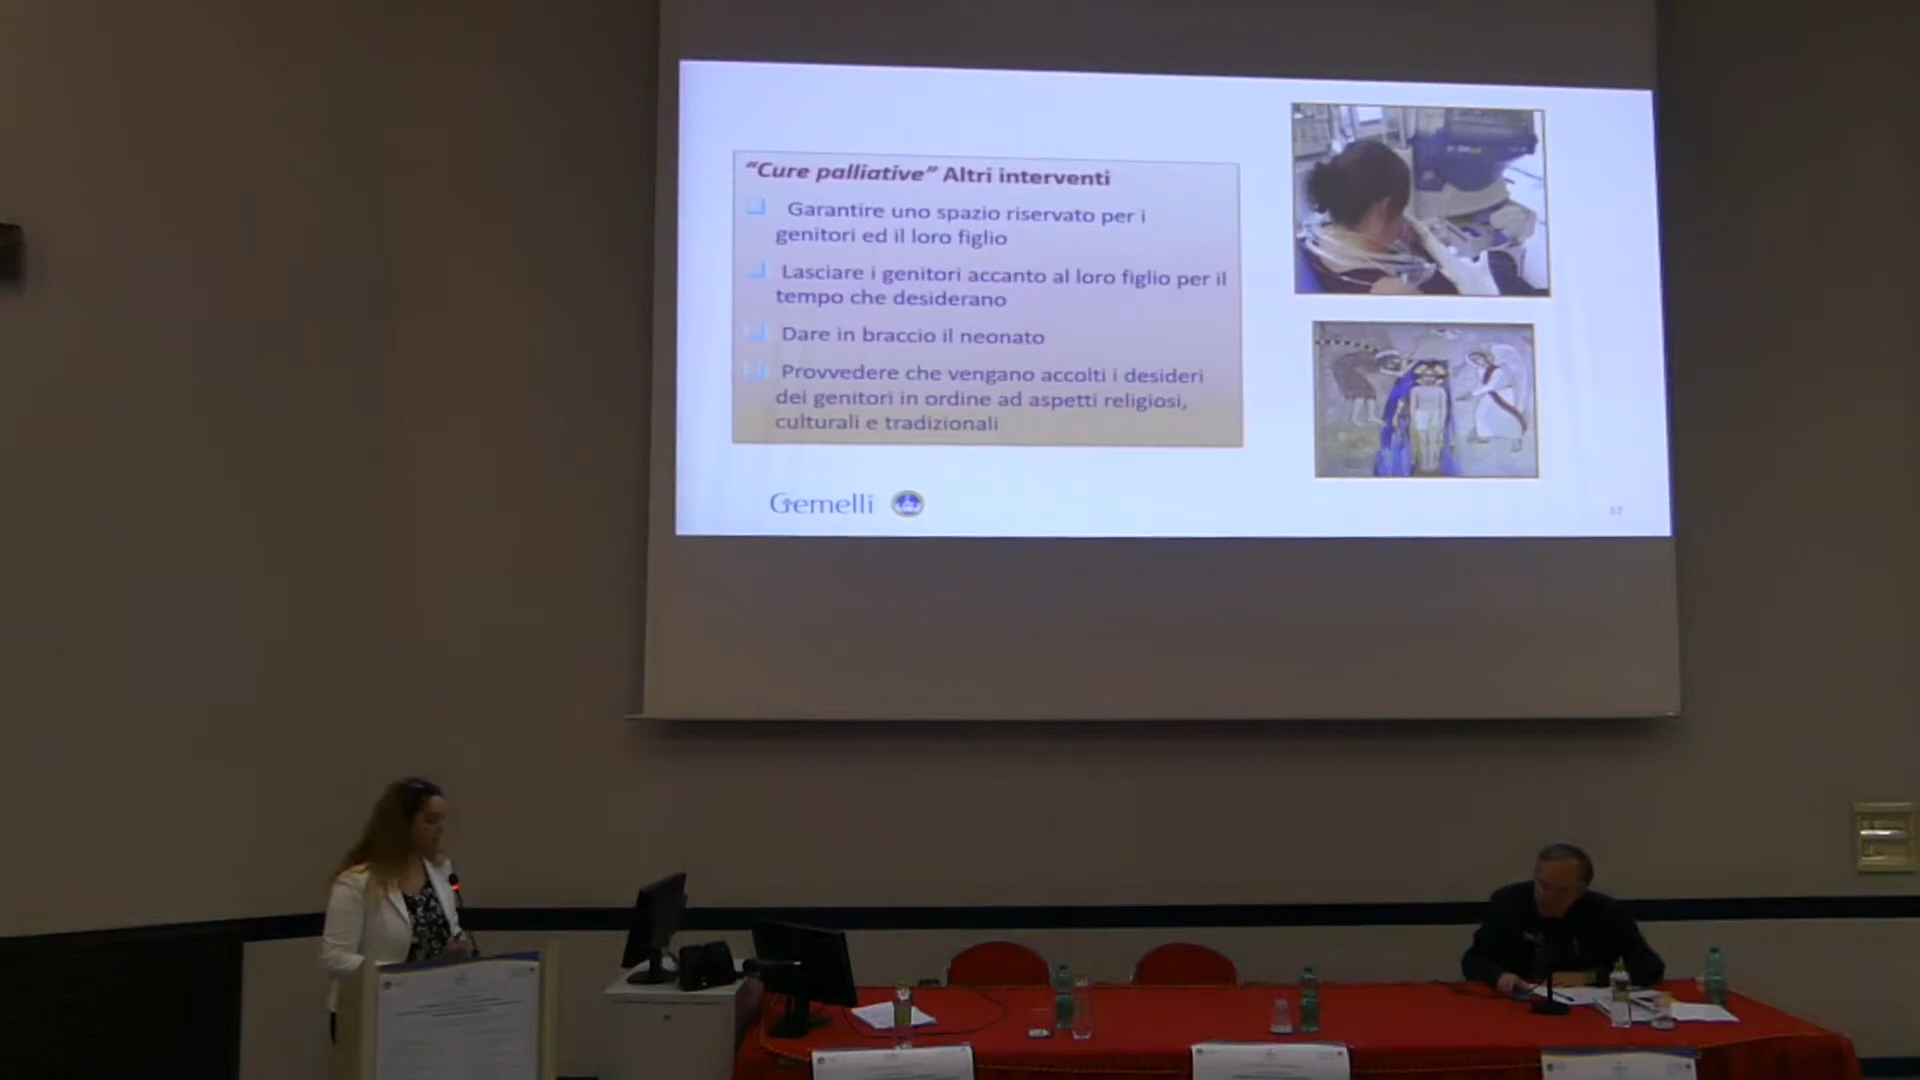 “Cure palliative” Altri interventi
Garantire uno spazio riservato per i
genitori ed il loro figlio
Lasciare i genitori accanto al loro figlio per il
tempo che desiderano
Dare in braccio il neonato
Provvedere che vengano accolti i desideri
dei genitori in ordine ad aspetti religiosi,
culturali e tradizionali
Gemelli
17